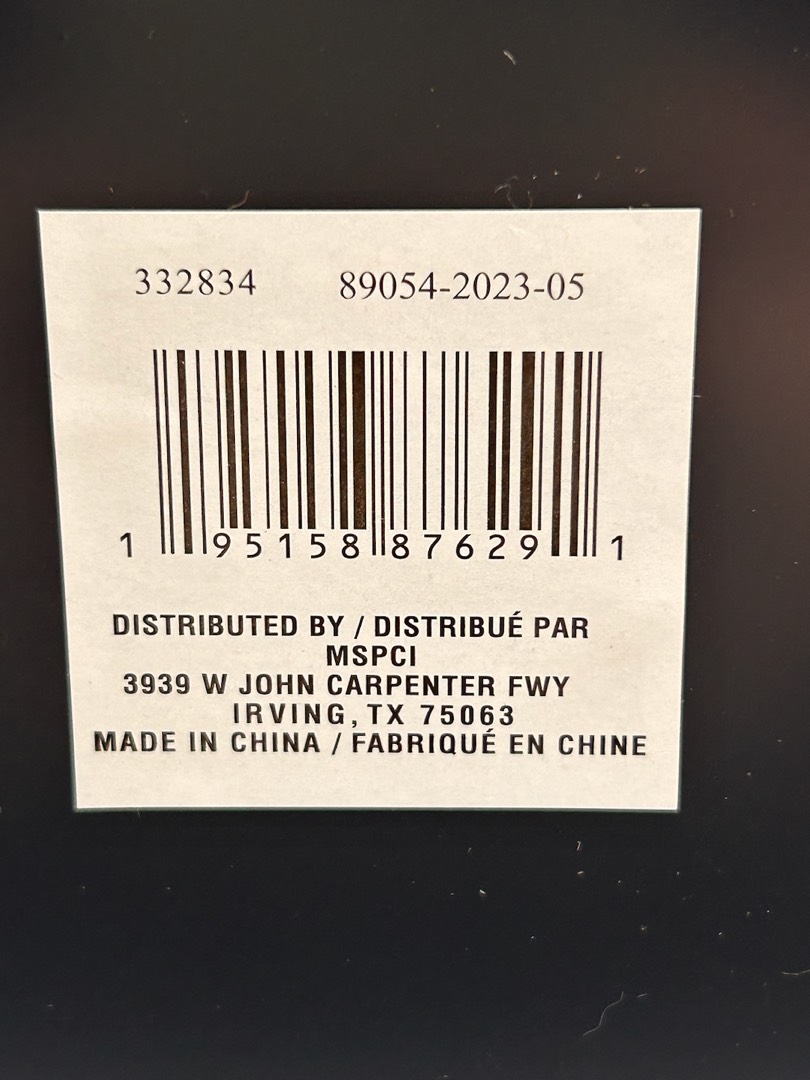 332834 89054-2023-05
1 95158 87629 1
DISTRIBUTED BY / DISTRIBUÉ PAR
MSPCI
3939 W JOHN CARPENTER FWY
IRVING, TX 75063
MADE IN CHINA / FABRIQUÉ EN CHINE